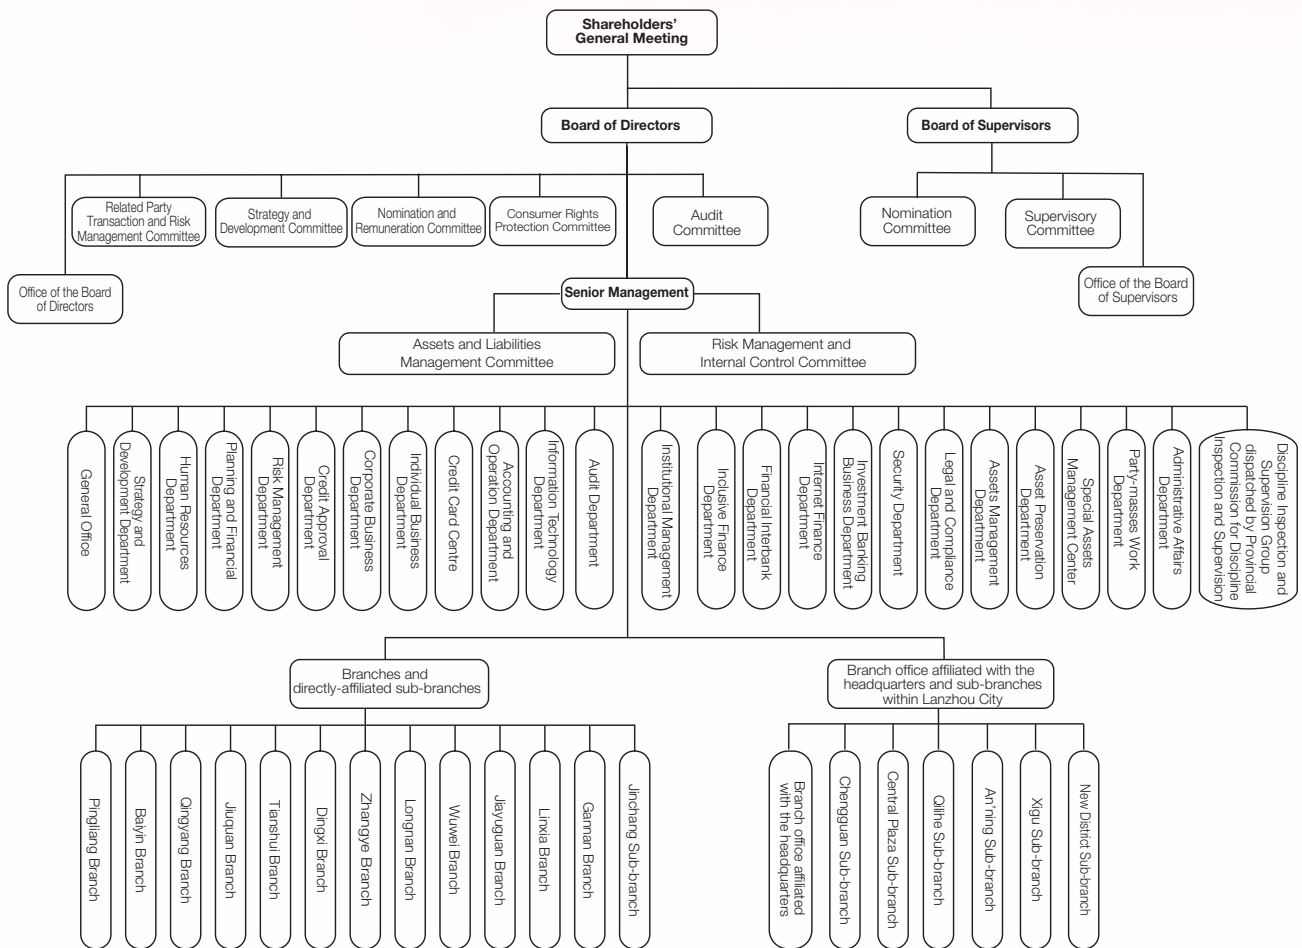 Shareholders'
General Meeting
Board of Directors
Board of Supervisors
Related Party
Transaction and Risk
Management Committee
Strategy and
Development Committee
Nomination and
Remuneration Committee
Consumer Rights
Protection Committee
Audit
Committee
Nomination
Committee
Supervisory
Committee
Office of the Board
of Directors
Senior Management
Office of the Board
of Supervisors
Assets and Liabilities
Management Committee
Risk Management and
Internal Control Committee
General Office
Strategy and
Development Department
Human Resources
Department
Planning and Financial
Department
Risk Management
Department
Credit Approval
Department
Corporate Business
Department
Individual Business
Department
Credit Card Centre
Accounting and
Operation Department
Information Technology
Department
Audit Department
Institutional Management
Department
Inclusive Finance
Department
Financial Interbank
Department
Internet Finance
Department
Investment Banking
Business Department
Security Department
Legal and Compliance
Department
Assets Management
Department
Asset Preservation
Department
Special Assets
Management Center
Party-masses Work
Department
Administrative Affairs
Department
Discipline Inspection and
Supervision Group
dispatched by Provincial
Commission for Discipline
Inspection and Supervision
Branches and
directly-affiliated sub-branches
Branch office affiliated with the
headquarters and sub-branches
within Lanzhou City
Pingliang Branch
Baiyin Branch
Qingyang Branch
Jiuquan Branch
Tianshui Branch
Dingxi Branch
Zhangye Branch
Longnan Branch
Wuwei Branch
Jiayuguan Branch
Linxia Branch
Gannan Branch
Jinchang Sub-branch
Branch office affiliated
with the headquarters
Chengguan Sub-branch
Central Plaza Sub-branch
Qilihe Sub-branch
An'ning Sub-branch
Xigu Sub-branch
New District Sub-branch